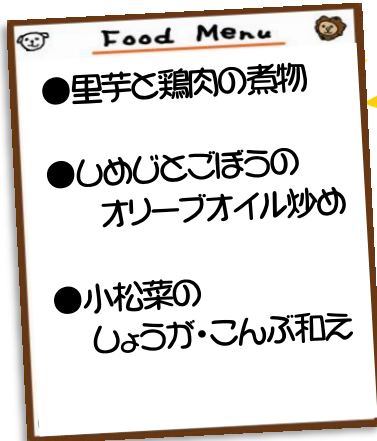 Food Menu
●里芋と鶏肉の煮物
●しめじとごぼうの
オリーブオイル炒め
●小松菜の
しょうが・こんぶ和え